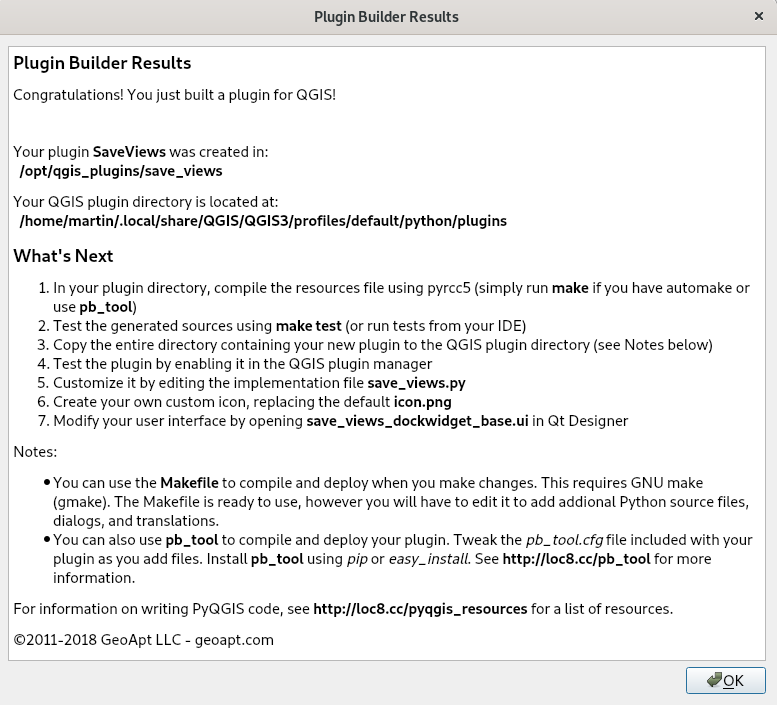 Plugin Builder Results
×
Plugin Builder Results
Congratulations! You just built a plugin for QGIS!
Your plugin SaveViews was created in:
/opt/qgis_plugins/save_views
Your QGIS plugin directory is located at:
/home/martin/.local/share/QGIS/QGIS3/profiles/default/python/plugins
What's Next
1. In your plugin directory, compile the resources file using pyrcc5 (simply run make if you have automake or
use pb_tool)
2. Test the generated sources using make test (or run tests from your IDE)
3. Copy the entire directory containing your new plugin to the QGIS plugin directory (see Notes below)
4. Test the plugin by enabling it in the QGIS plugin manager
5. Customize it by editing the implementation file save_views.py
6. Create your own custom icon, replacing the default icon.png
7. Modify your user interface by opening save_views_dockwidget_base.ui in Qt Designer
Notes:
● You can use the Makefile to compile and deploy when you make changes. This requires GNU make
(gmake). The Makefile is ready to use, however you will have to edit it to add addional Python source files,
dialogs, and translations.
● You can also use pb_tool to compile and deploy your plugin. Tweak the pb_tool.cfg file included with your
plugin as you add files. Install pb_tool using pip or easy_install. See http://loc8.cc/pb_tool for more
information.
For information on writing PyQGIS code, see http://loc8.cc/pyqgis_resources for a list of resources.
©2011-2018 GeoApt LLC - geoapt.com
OK